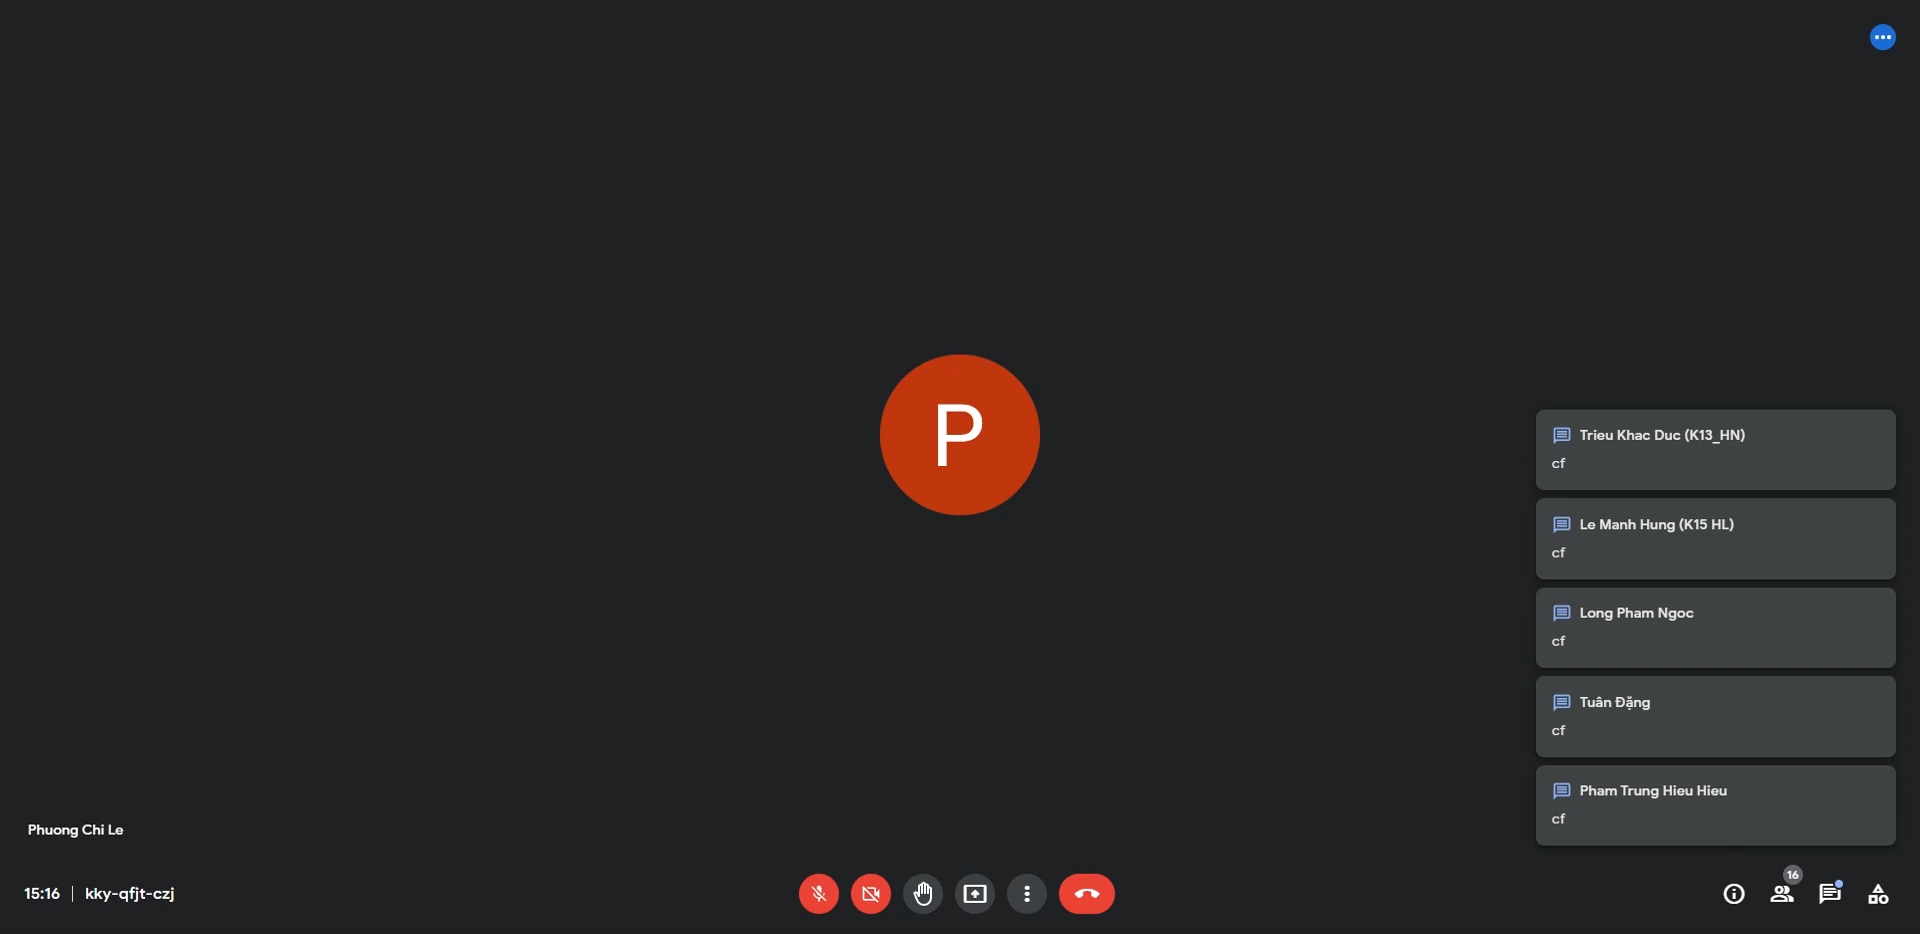 P
Trieu Khac Duc (K13_HN)
cf
Le Manh Hung (K15 HL)
cf
Long Pham Ngoc
cf
Tuân Đặng
cf
Pham Trung Hieu Hieu
cf
Phuong Chi Le
15:16 | kky-qfjt-czj
16